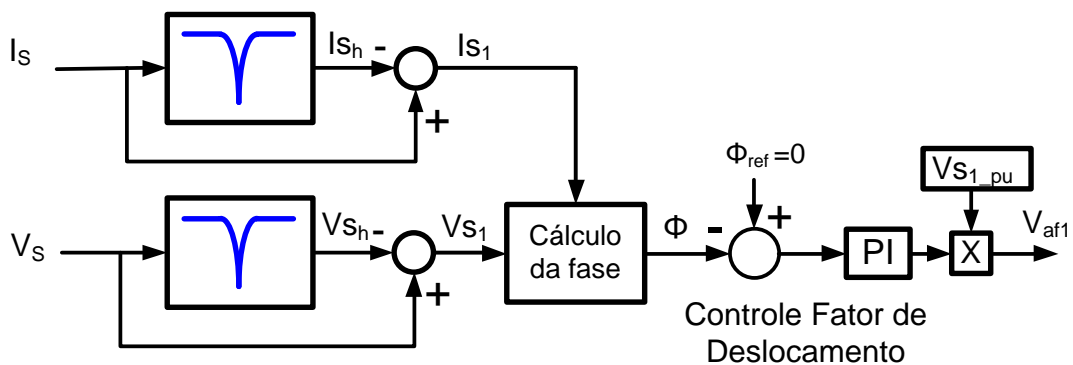 I_S
Is_h
-
Is_1
+
Φ_ref =0
Vs_1_pu
V_S
Vs_h
-
Vs_1
+
Cálculo
da fase
Φ
-
+
PI
X
V_af1
Controle Fator de
Deslocamento